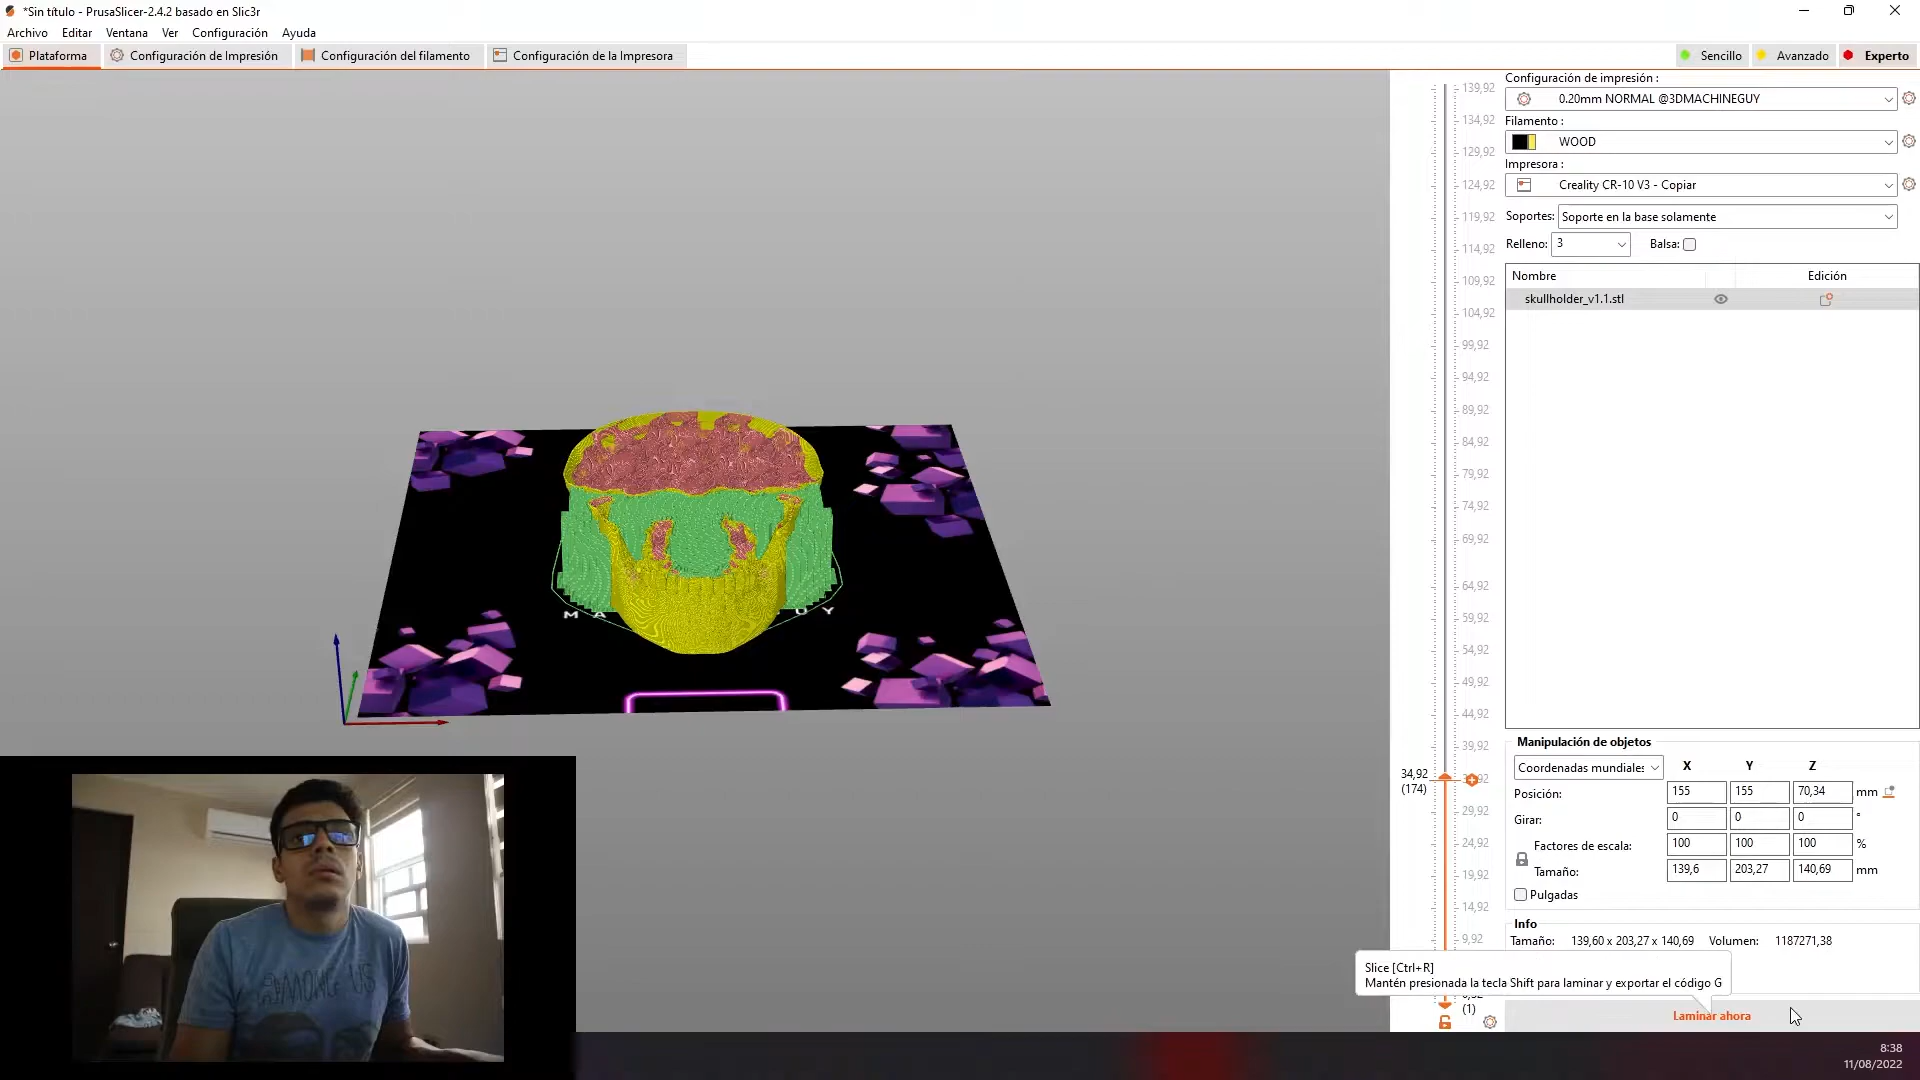 *Sin título - PrusaSlicer-2.4.2 basado en Slic3r
Archivo Editar Ventana Ver Configuración Ayuda
Plataforma Configuración de Impresión Configuración del filamento Configuración de la Impresora Sencillo Avanzado Experto
Configuración de impresión :
0.20mm NORMAL @3DMACHINEGUY
Filamento :
WOOD
Impresora :
Creality CR-10 V3 - Copiar
Soportes: Soporte en la base solamente
Relleno: 3 Balsa:
Nombre Edición
skullholder_v1.1.stl
139,92
134,92
129,92
124,92
119,92
114,92
109,92
104,92
99,92
94,92
89,92
84,92
79,92
74,92
69,92
64,92
59,92
54,92
49,92
44,92
39,92
34,92
(174)
29,92
24,92
19,92
14,92
9,92
(1)
M A U Y
Manipulación de objetos
Coordenadas mundiales X Y Z
Posición: 155 155 70,34 mm
Girar: 0 0 0 °
Factores de escala: 100 100 100 %
Tamaño: 139,6 203,27 140,69 mm
Pulgadas
Info
Tamaño: 139,60 x 203,27 x 140,69 Volumen: 1187271,38
Slice [Ctrl+R]
Mantén presionada la tecla Shift para laminar y exportar el código G
Laminar ahora
AMONG US
8:38
11/08/2022